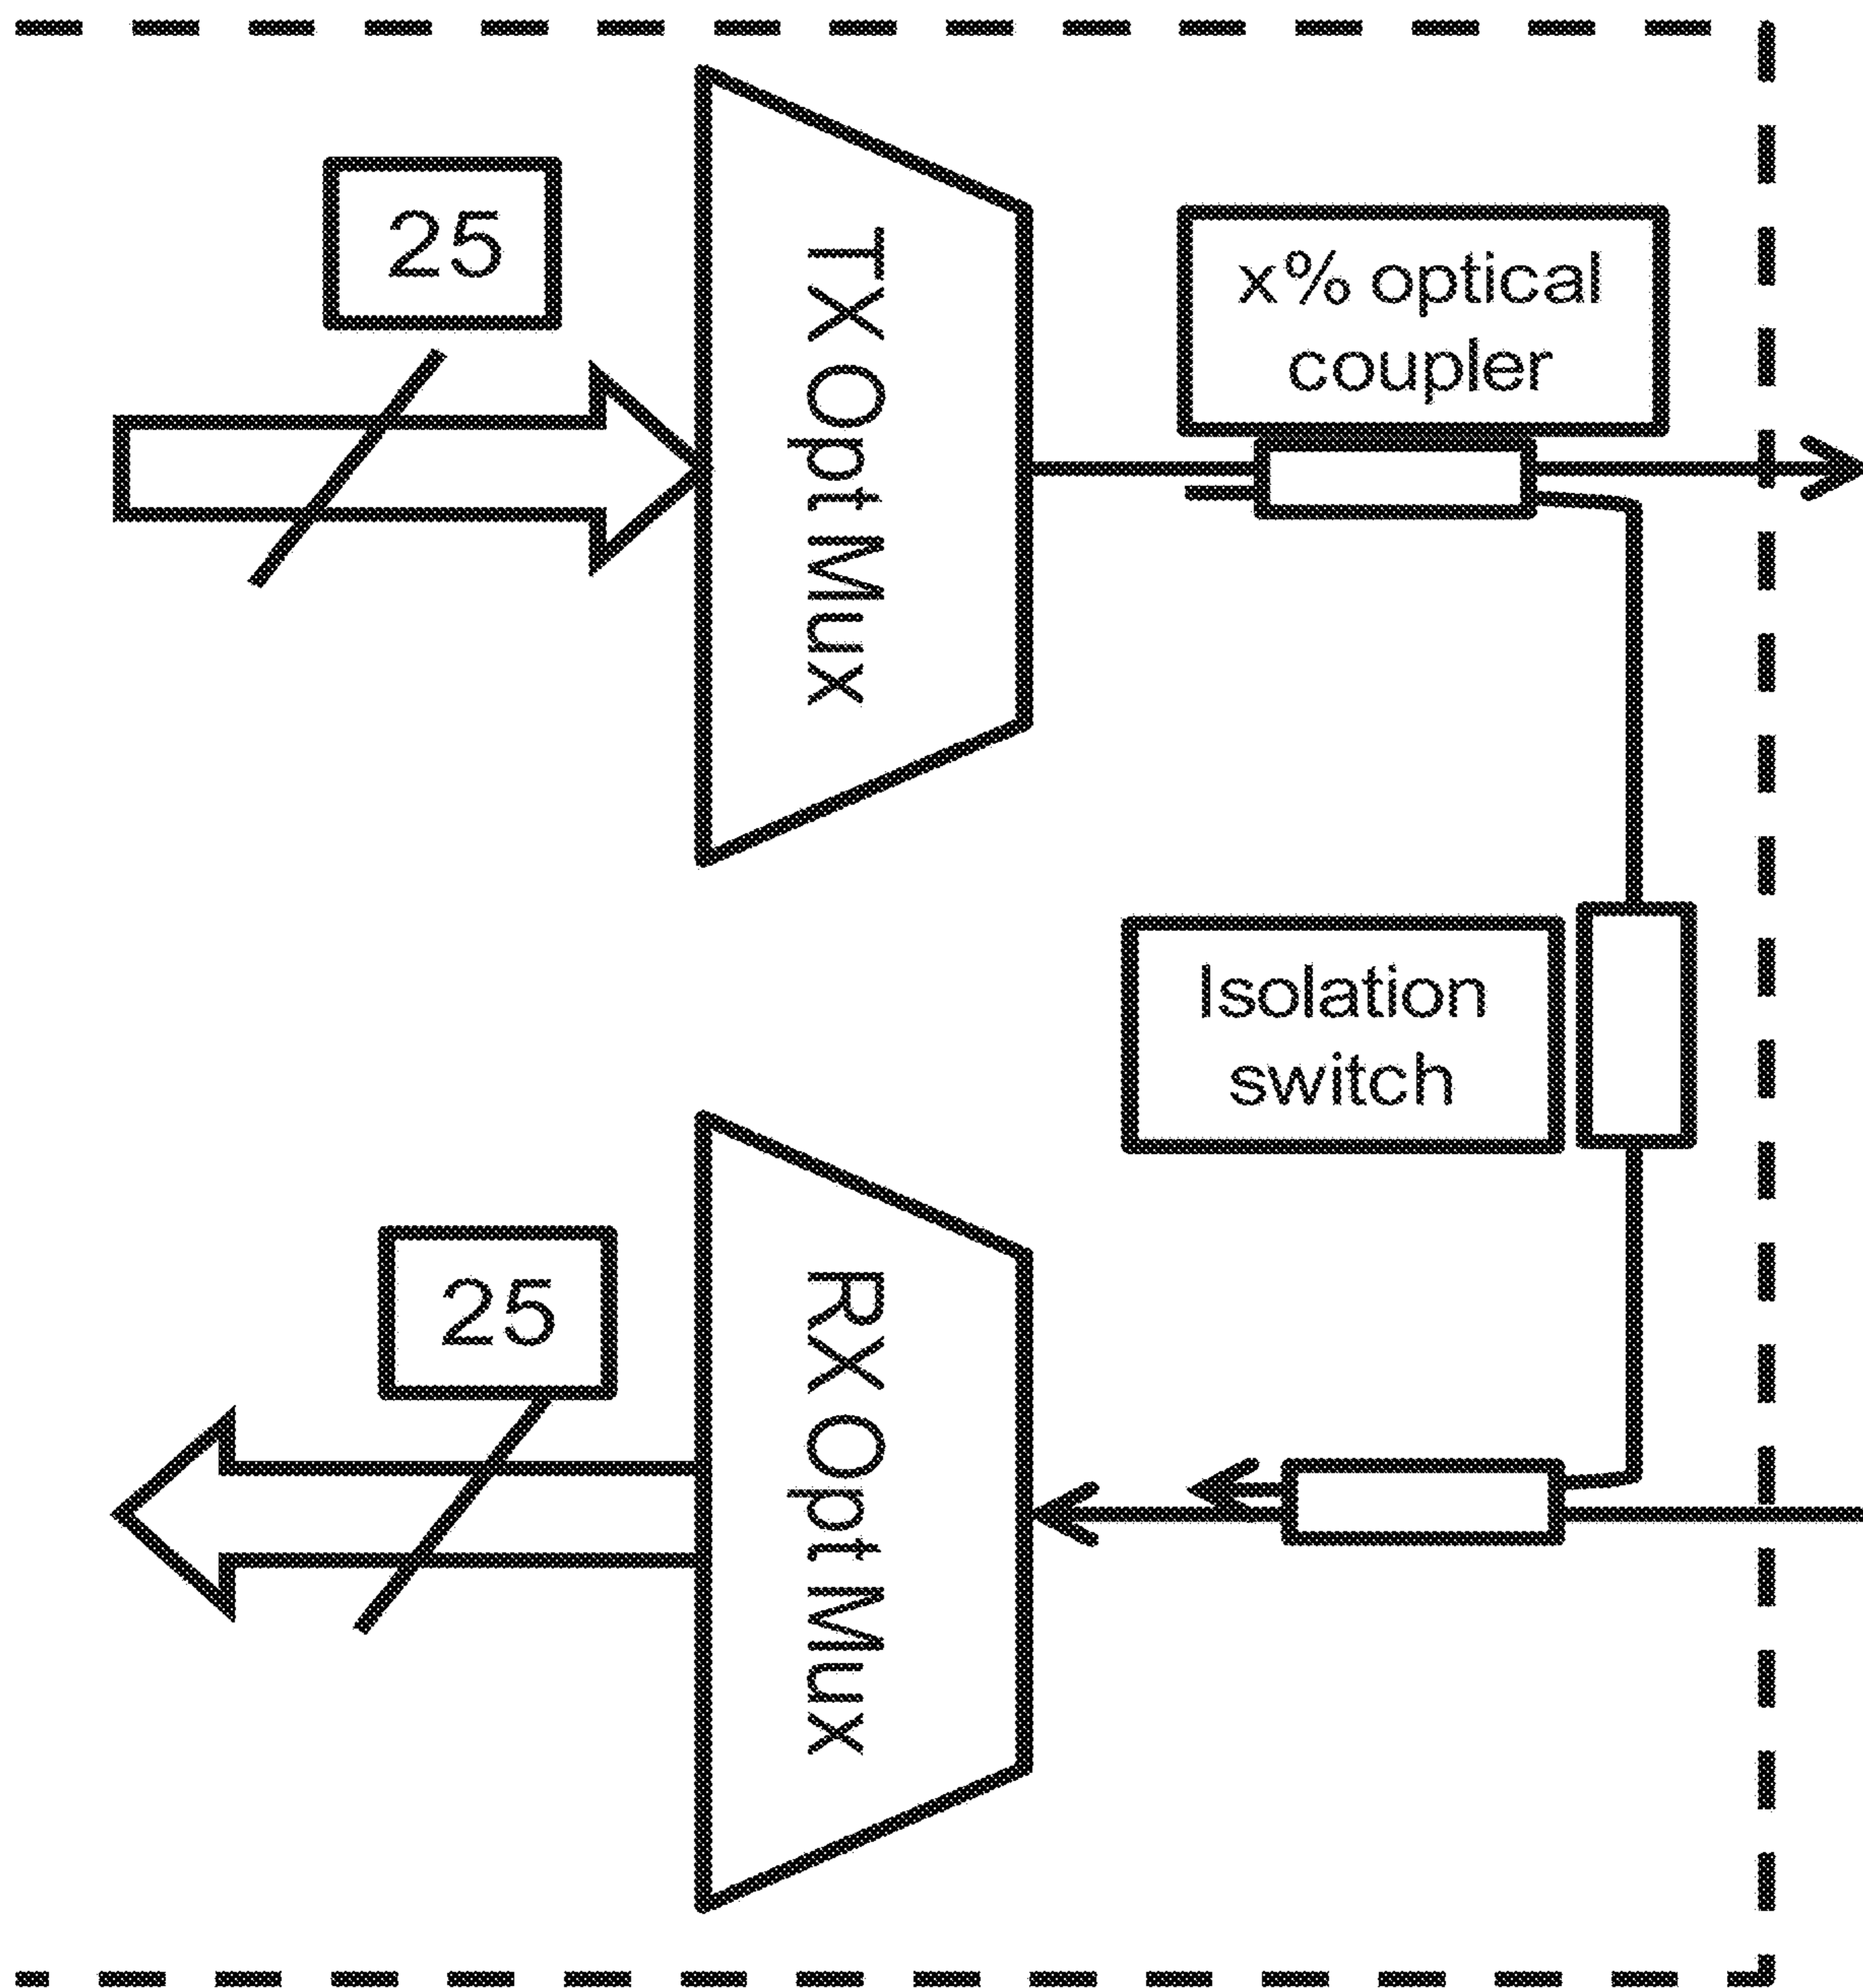 25
TX Opt Mux
x% optical
coupler
Isolation
switch
25
RX Opt Mux